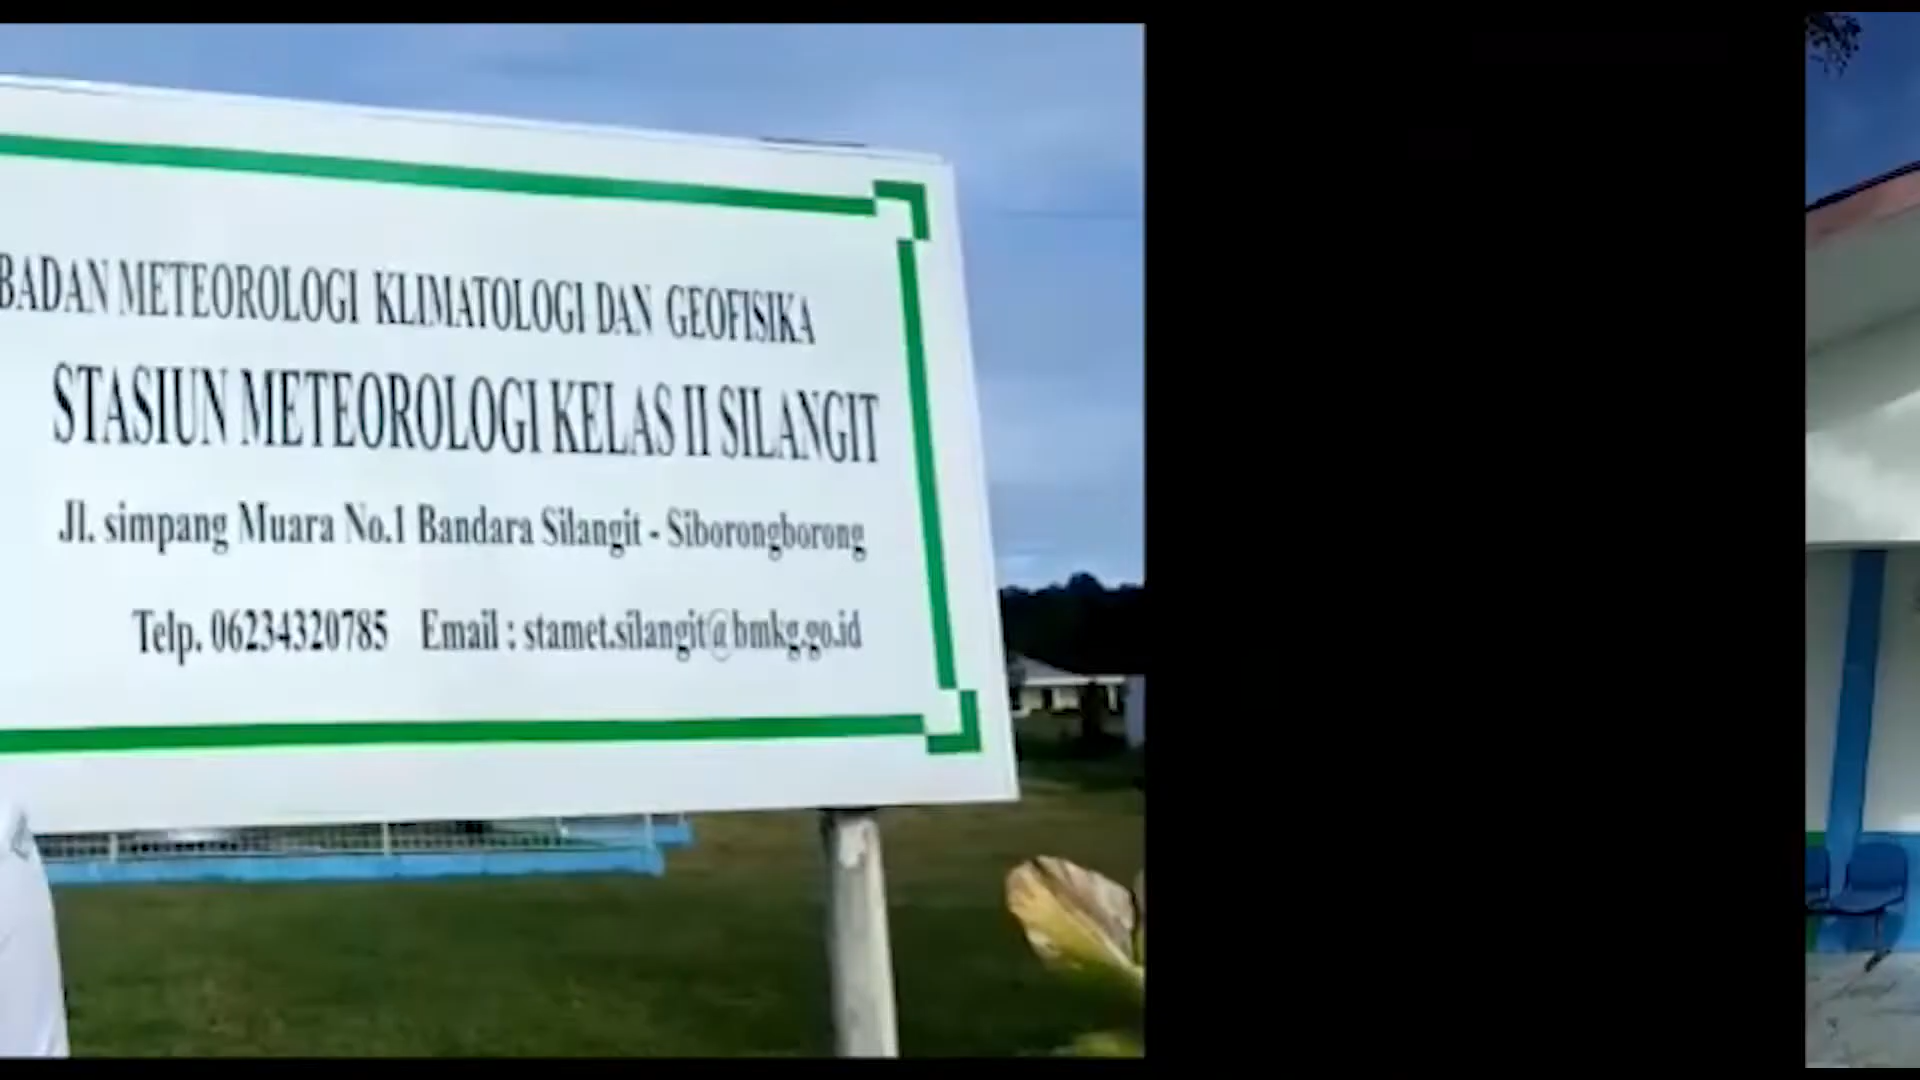 BADAN METEOROLOGI KLIMATOLOGI DAN GEOFISIKA
STASIUN METEOROLOGI KELAS II SILANGIT
Jl. simpang Muara No.1 Bandara Silangit - Siborongborong
Telp. 06234320785 Email : stamet.silangit@bmkg.go.id